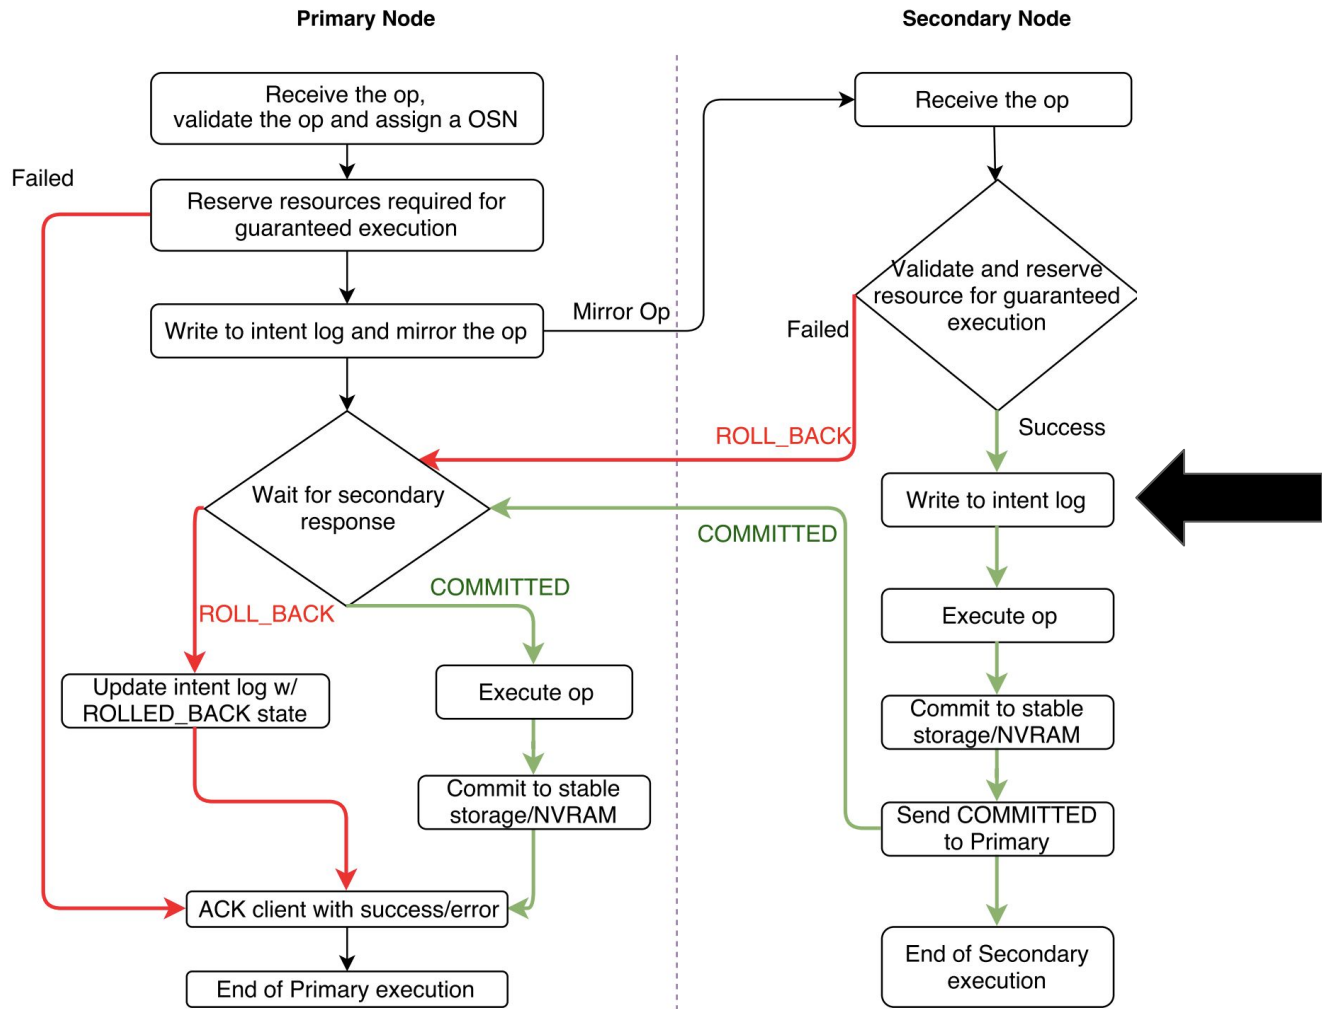 Primary Node
Secondary Node
Receive the op,
validate the op and assign a OSN
Failed
Reserve resources required for
guaranteed execution
Write to intent log and mirror the op
Mirror Op
Wait for secondary
response
ROLL_BACK
COMMITTED
Update intent log w/
ROLLED_BACK state
Execute op
Commit to stable
storage/NVRAM
ACK client with success/error
End of Primary execution
Receive the op
Validate and reserve
resource for guaranteed
execution
Failed
ROLL_BACK
Success
Write to intent log
COMMITTED
Execute op
Commit to stable
storage/NVRAM
Send COMMITTED
to Primary
End of Secondary
execution